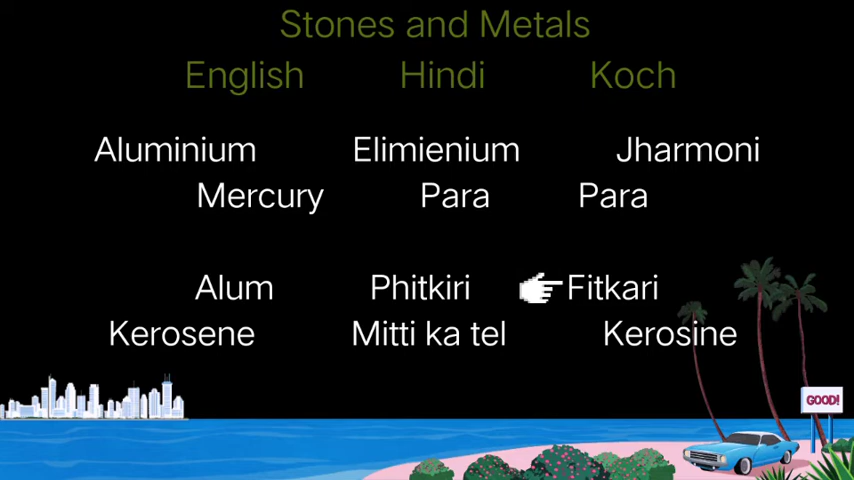 Stones and Metals
English Hindi Koch
Aluminium Elimienium Jharmoni
Mercury Para Para
Alum Phitkiri Fitkari
Kerosene Mitti ka tel Kerosine
GOOD!